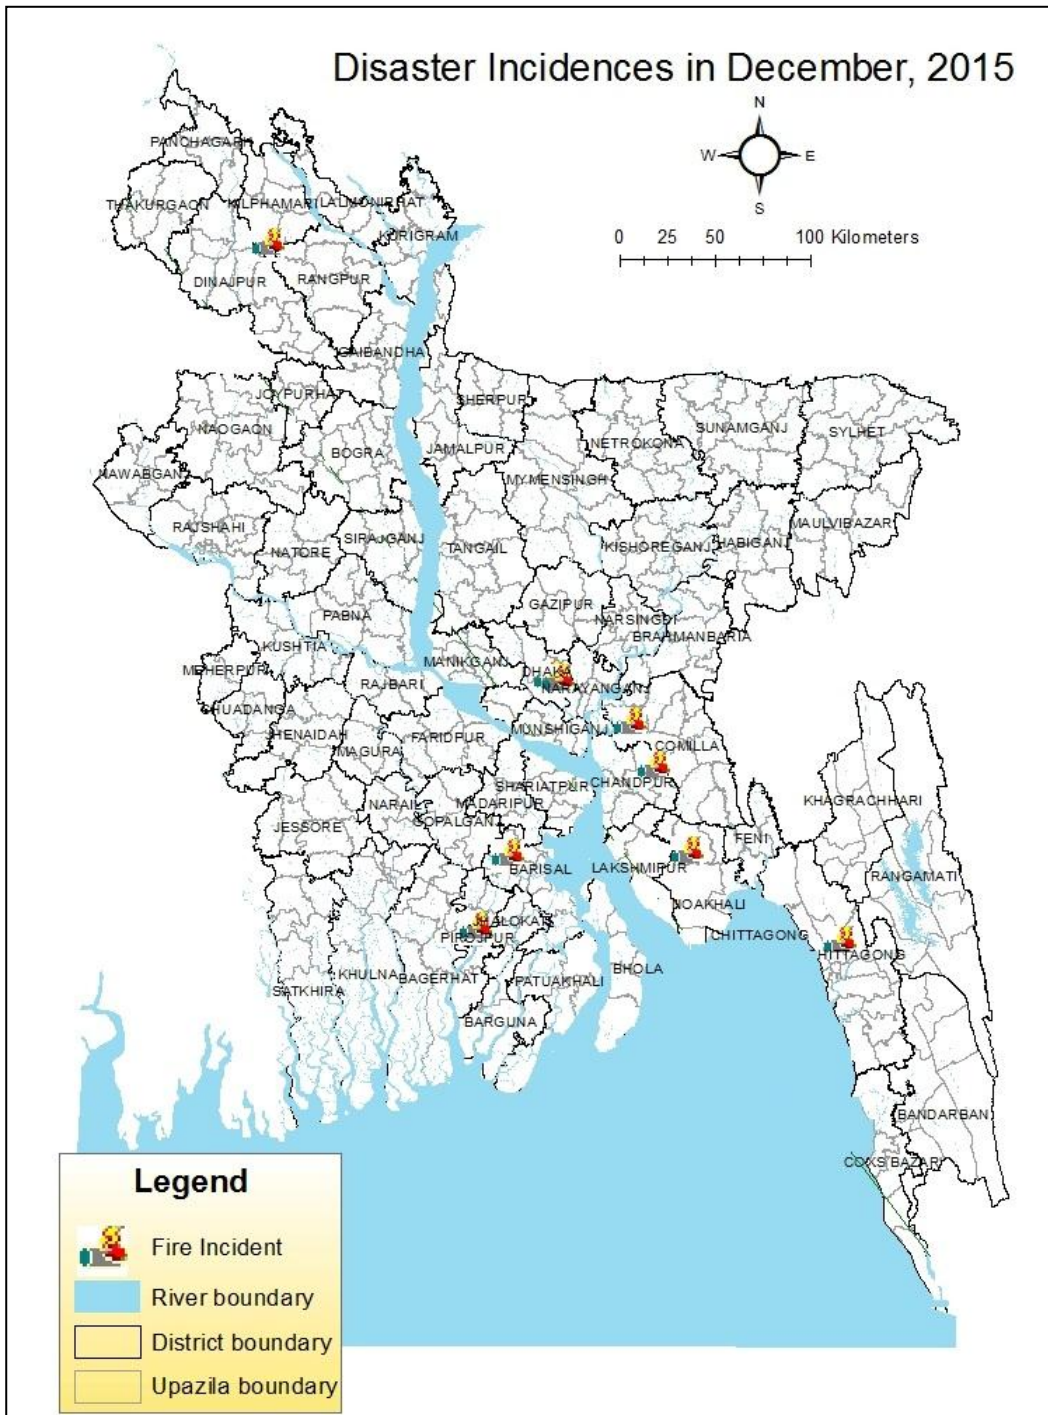 Disaster Incidences in December, 2015
N
W E
S
0 25 50 100 Kilometers
PANCHAGARH
THAKURGAON
NILPHAMARI
LALMONIRHAT
KURIGRAM
DINAJPUR
RANGPUR
GAIBANDHA
JOYPURHAT
SHERPUR
NAOGAON
BOGRA
JAMALPUR
NETROKONA
SUNAMGANJ
SYLHET
NAWABGANJ
MYMENSINGH
RAJSHAHI
NATORE
SIRAJGANJ
TANGAIL
KISHOREGANJ
HABIGANJ
MAULVIBAZAR
PABNA
GAZIPUR
NARSINGDI
BRAHMANBARIA
KUSHTIA
MEHERPUR
RAJBARI
MANIKGANJ
DHAKA
NARAYANGANJ
CHUADANGA
JHENAIDAH
MAGURA
FARIDPUR
MUNSHIGANJ
COMILLA
SHARIATPUR
CHANDPUR
NARAIL
MADARIPUR
GOPALGANJ
JESSORE
KHAGRACHHARI
FENI
BARISAL
LAKSHMIPUR
RANGAMATI
NOAKHALI
JHALOKATI
PIROJPUR
CHITTAGONG
HITTAGONG
SATKHIRA
KHULNA
BAGERHAT
PATUAKHALI
BHOLA
BARGUNA
BANDARBAN
COXS BAZAR
Legend
Fire Incident
River boundary
District boundary
Upazila boundary